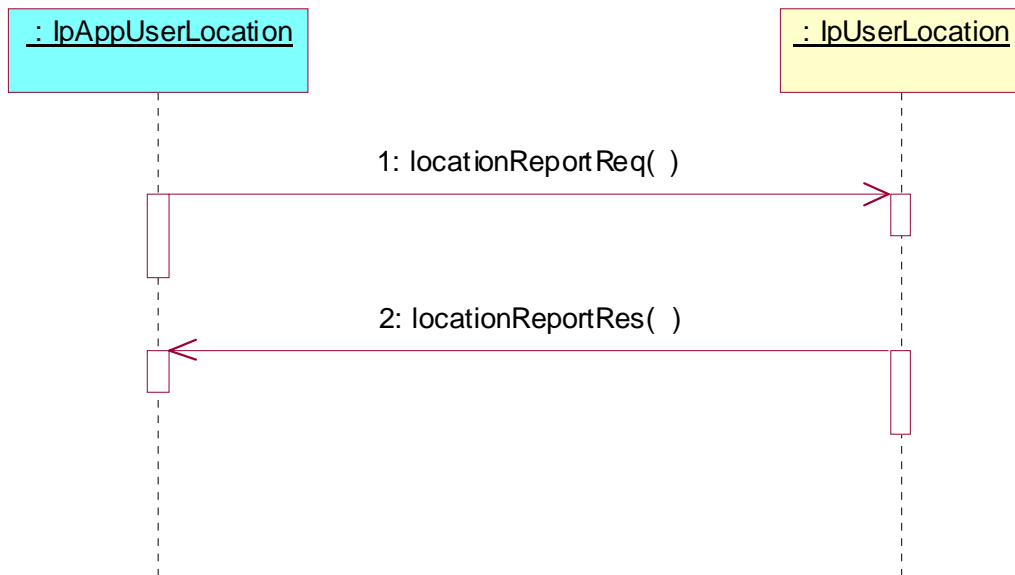 : IpAppUserLocation
: IpUserLocation
1: locationReportReq( )
2: locationReportRes( )